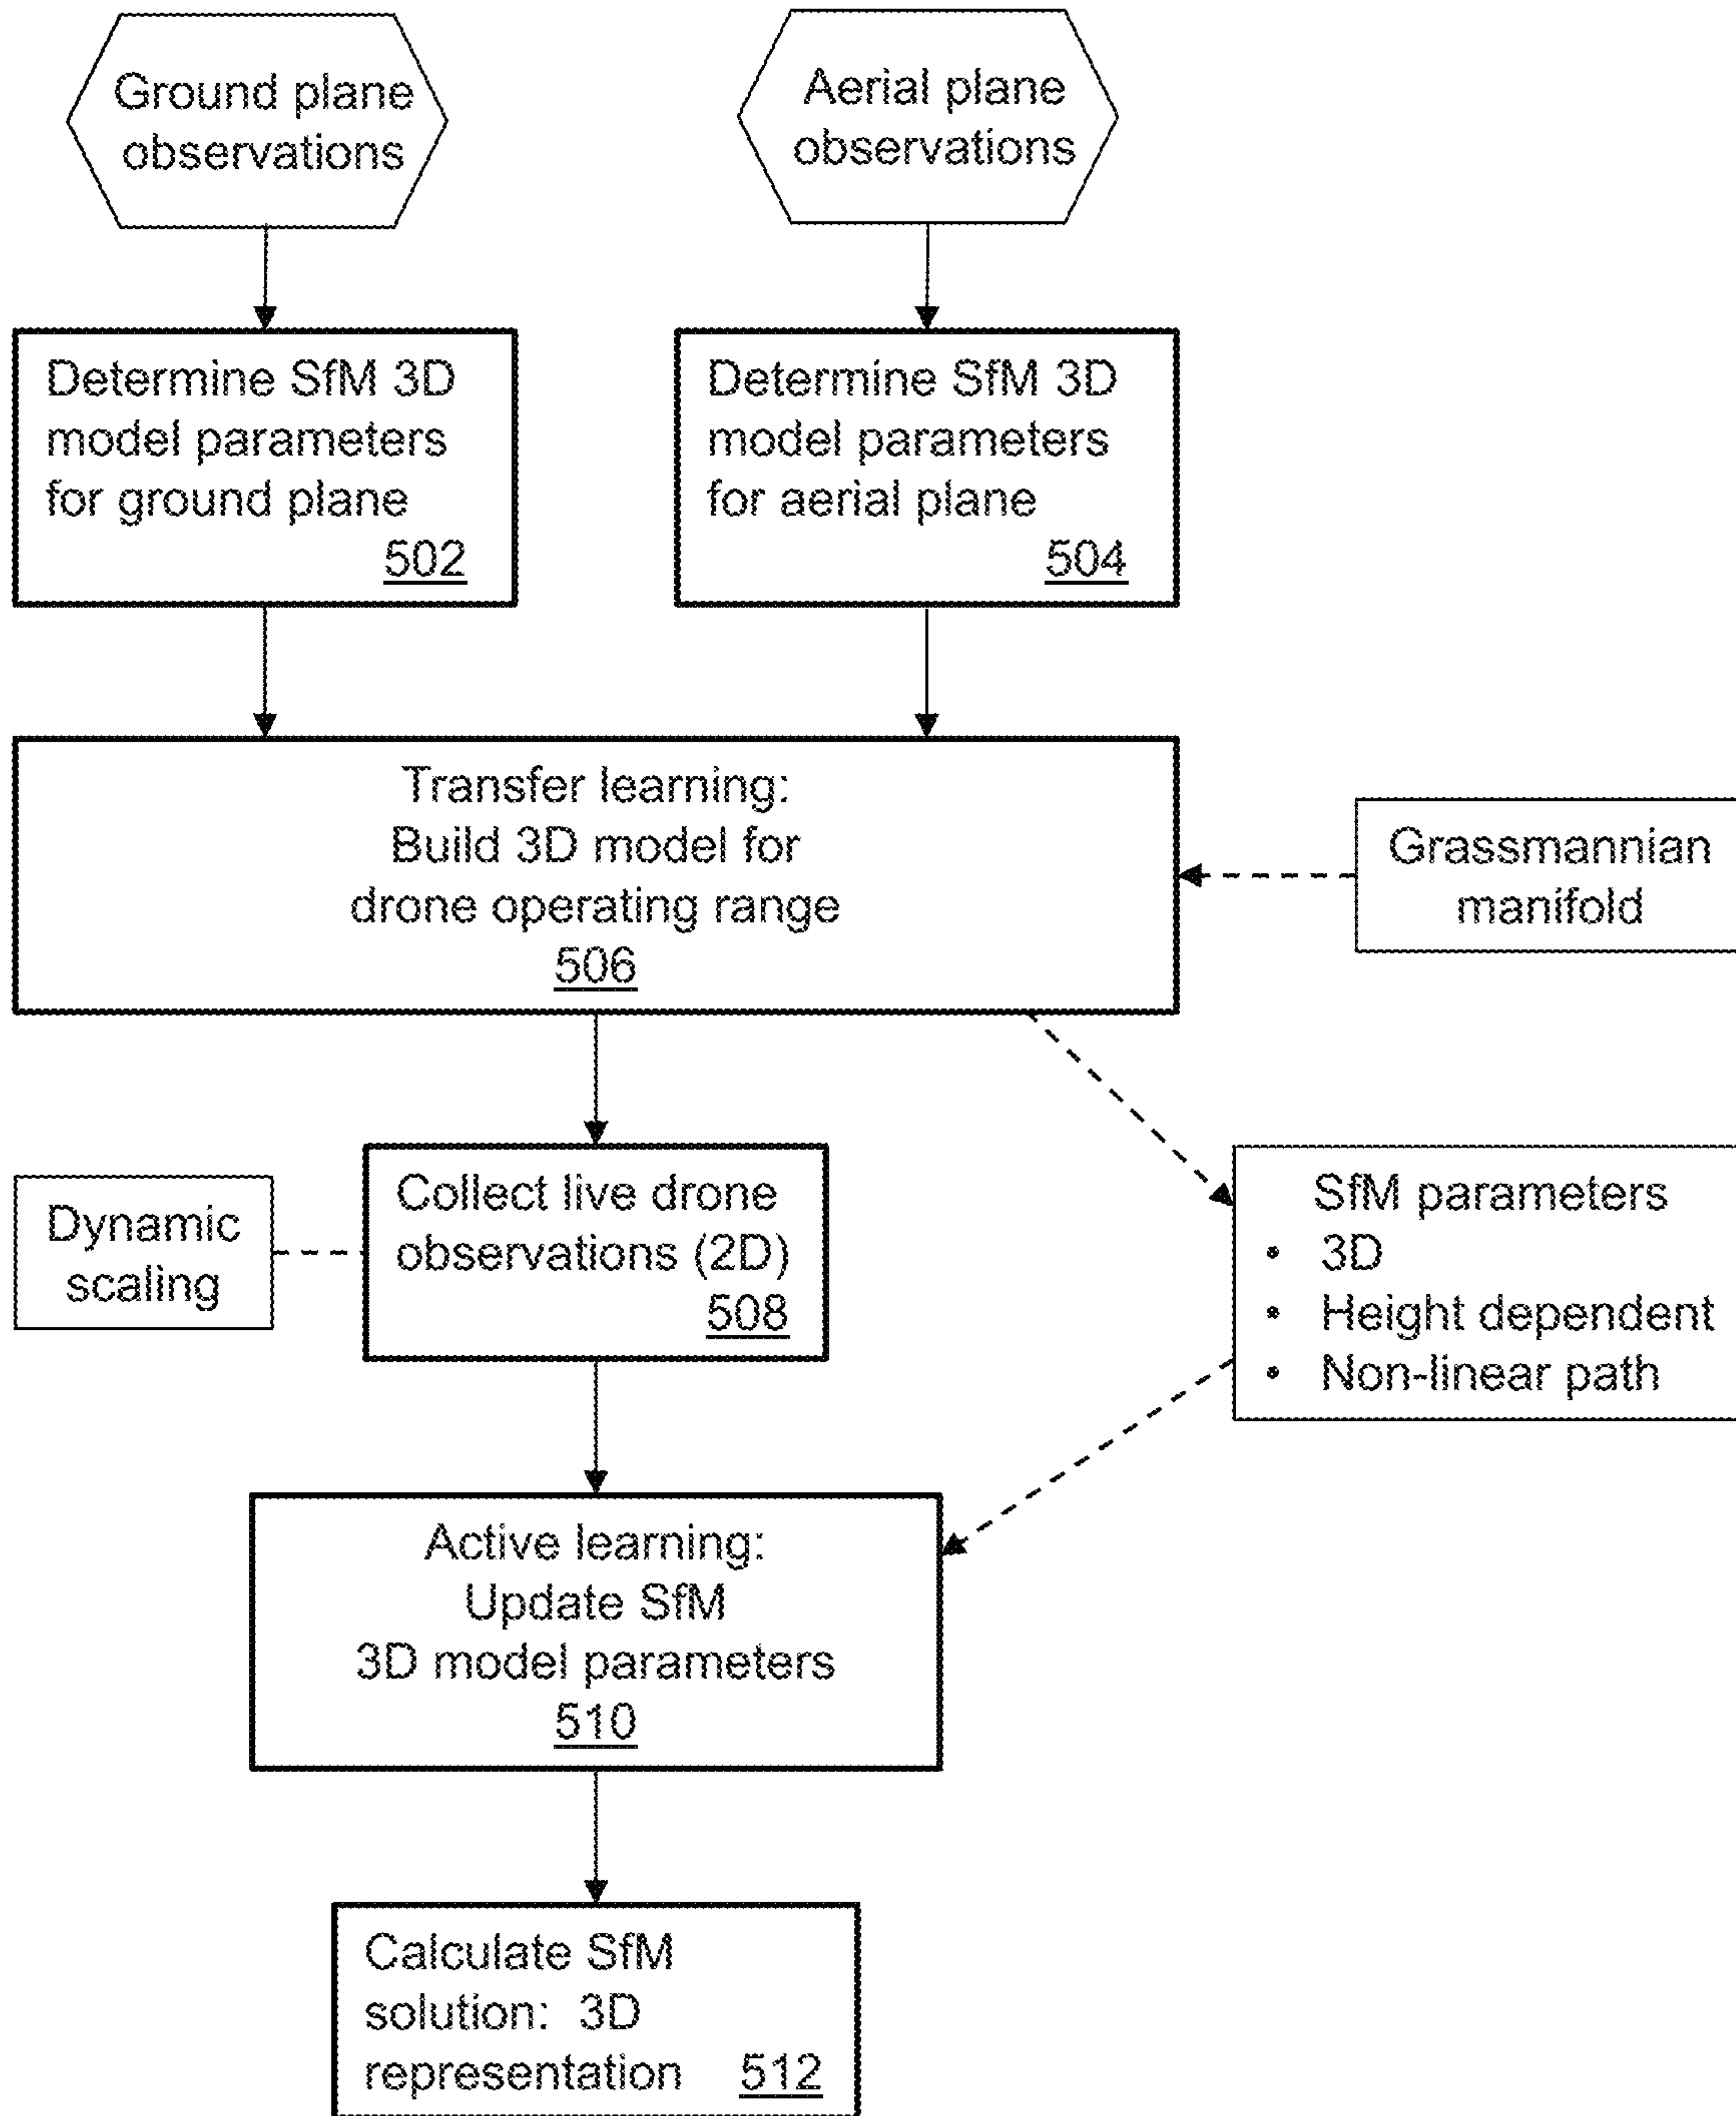 Ground plane
observations
Aerial plane
observations
Determine SfM 3D
model parameters
for ground plane
502
Determine SfM 3D
model parameters
for aerial plane
504
Transfer learning:
Build 3D model for
drone operating range
506
Grassmannian
manifold
Dynamic
scaling
Collect live drone
observations (2D)
508
SfM parameters
• 3D
• Height dependent
• Non-linear path
Active learning:
Update SfM
3D model parameters
510
Calculate SfM
solution: 3D
representation 512